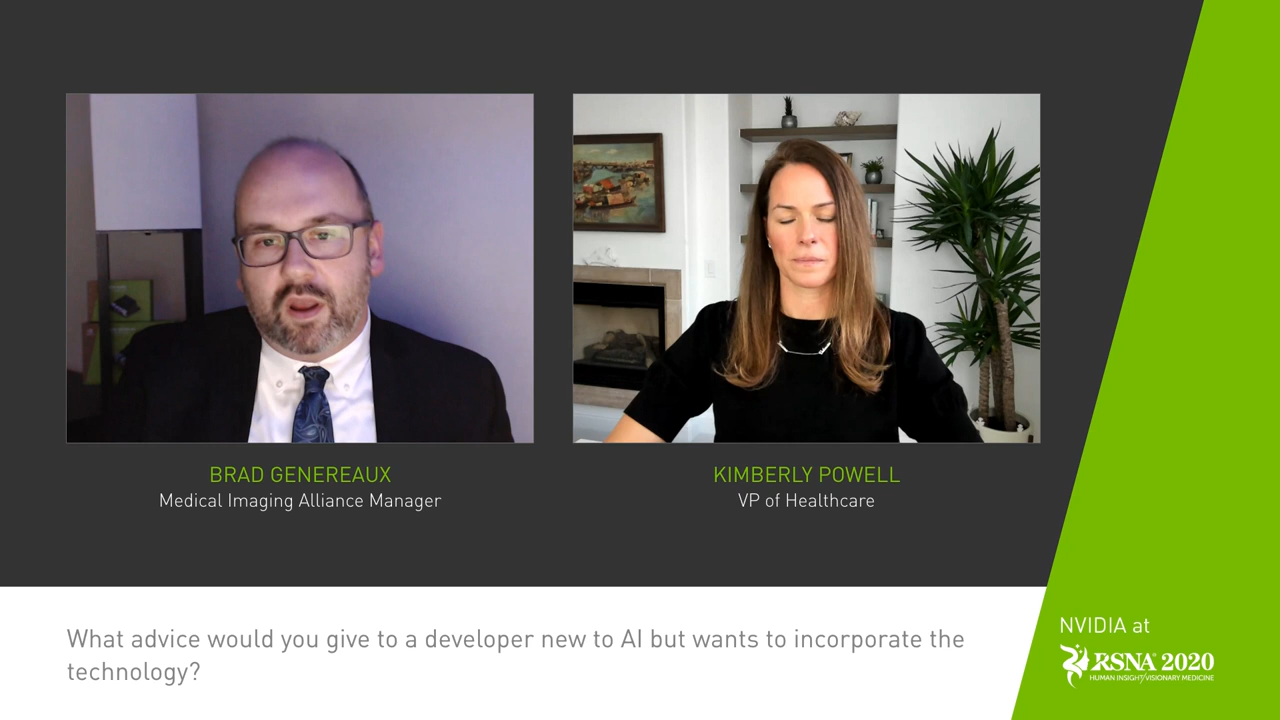 BRAD GENEREAUX
Medical Imaging Alliance Manager
KIMBERLY POWELL
VP of Healthcare
What advice would you give to a developer new to AI but wants to incorporate the
technology?
NVIDIA at
RSNA® 2020
HUMAN INSIGHT/VISIONARY MEDICINE